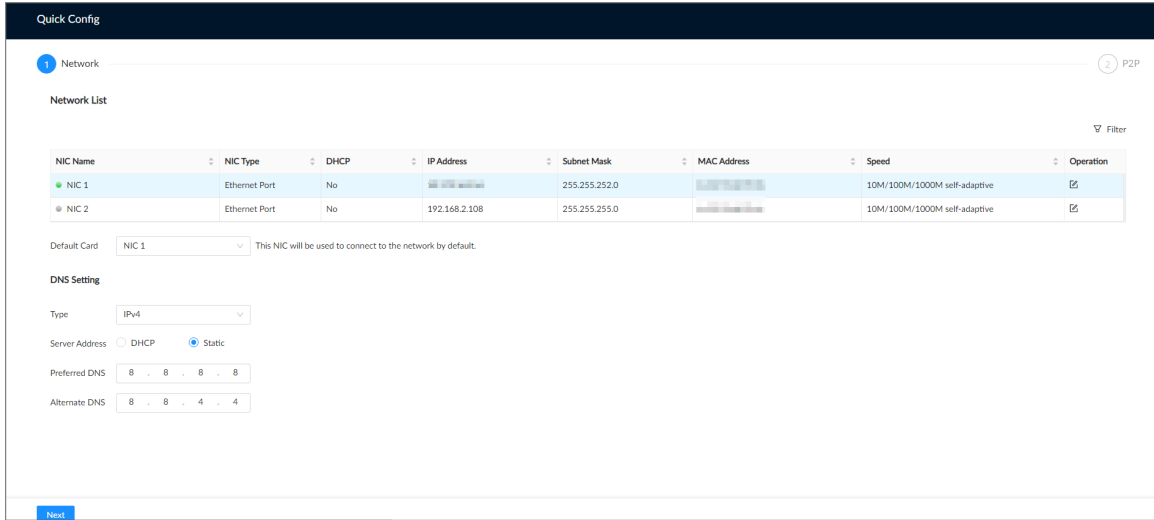 Quick Config
1 Network 2 P2P
Network List
Filter
NIC Name NIC Type DHCP IP Address Subnet Mask MAC Address Speed Operation
NIC 1 Ethernet Port No 255.255.252.0 10M/100M/1000M self-adaptive
NIC 2 Ethernet Port No 192.168.2.108 255.255.255.0 10M/100M/1000M self-adaptive
Default Card NIC 1 This NIC will be used to connect to the network by default.
DNS Setting
Type IPv4
Server Address DHCP Static
Preferred DNS 8 . 8 . 8 . 8
Alternate DNS 8 . 8 . 4 . 4
Next